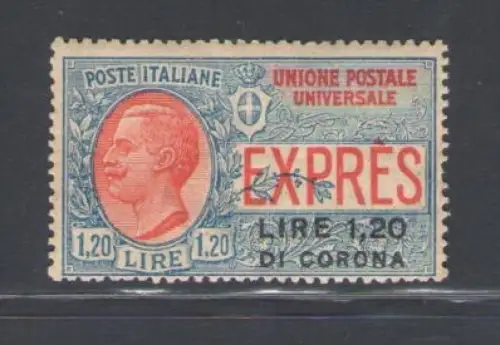 POSTE ITALIANE
UNIONE POSTALE
UNIVERSALE
EXPRÈS
LIRE 1,20
DI CORONA
1,20 LIRE 1,20